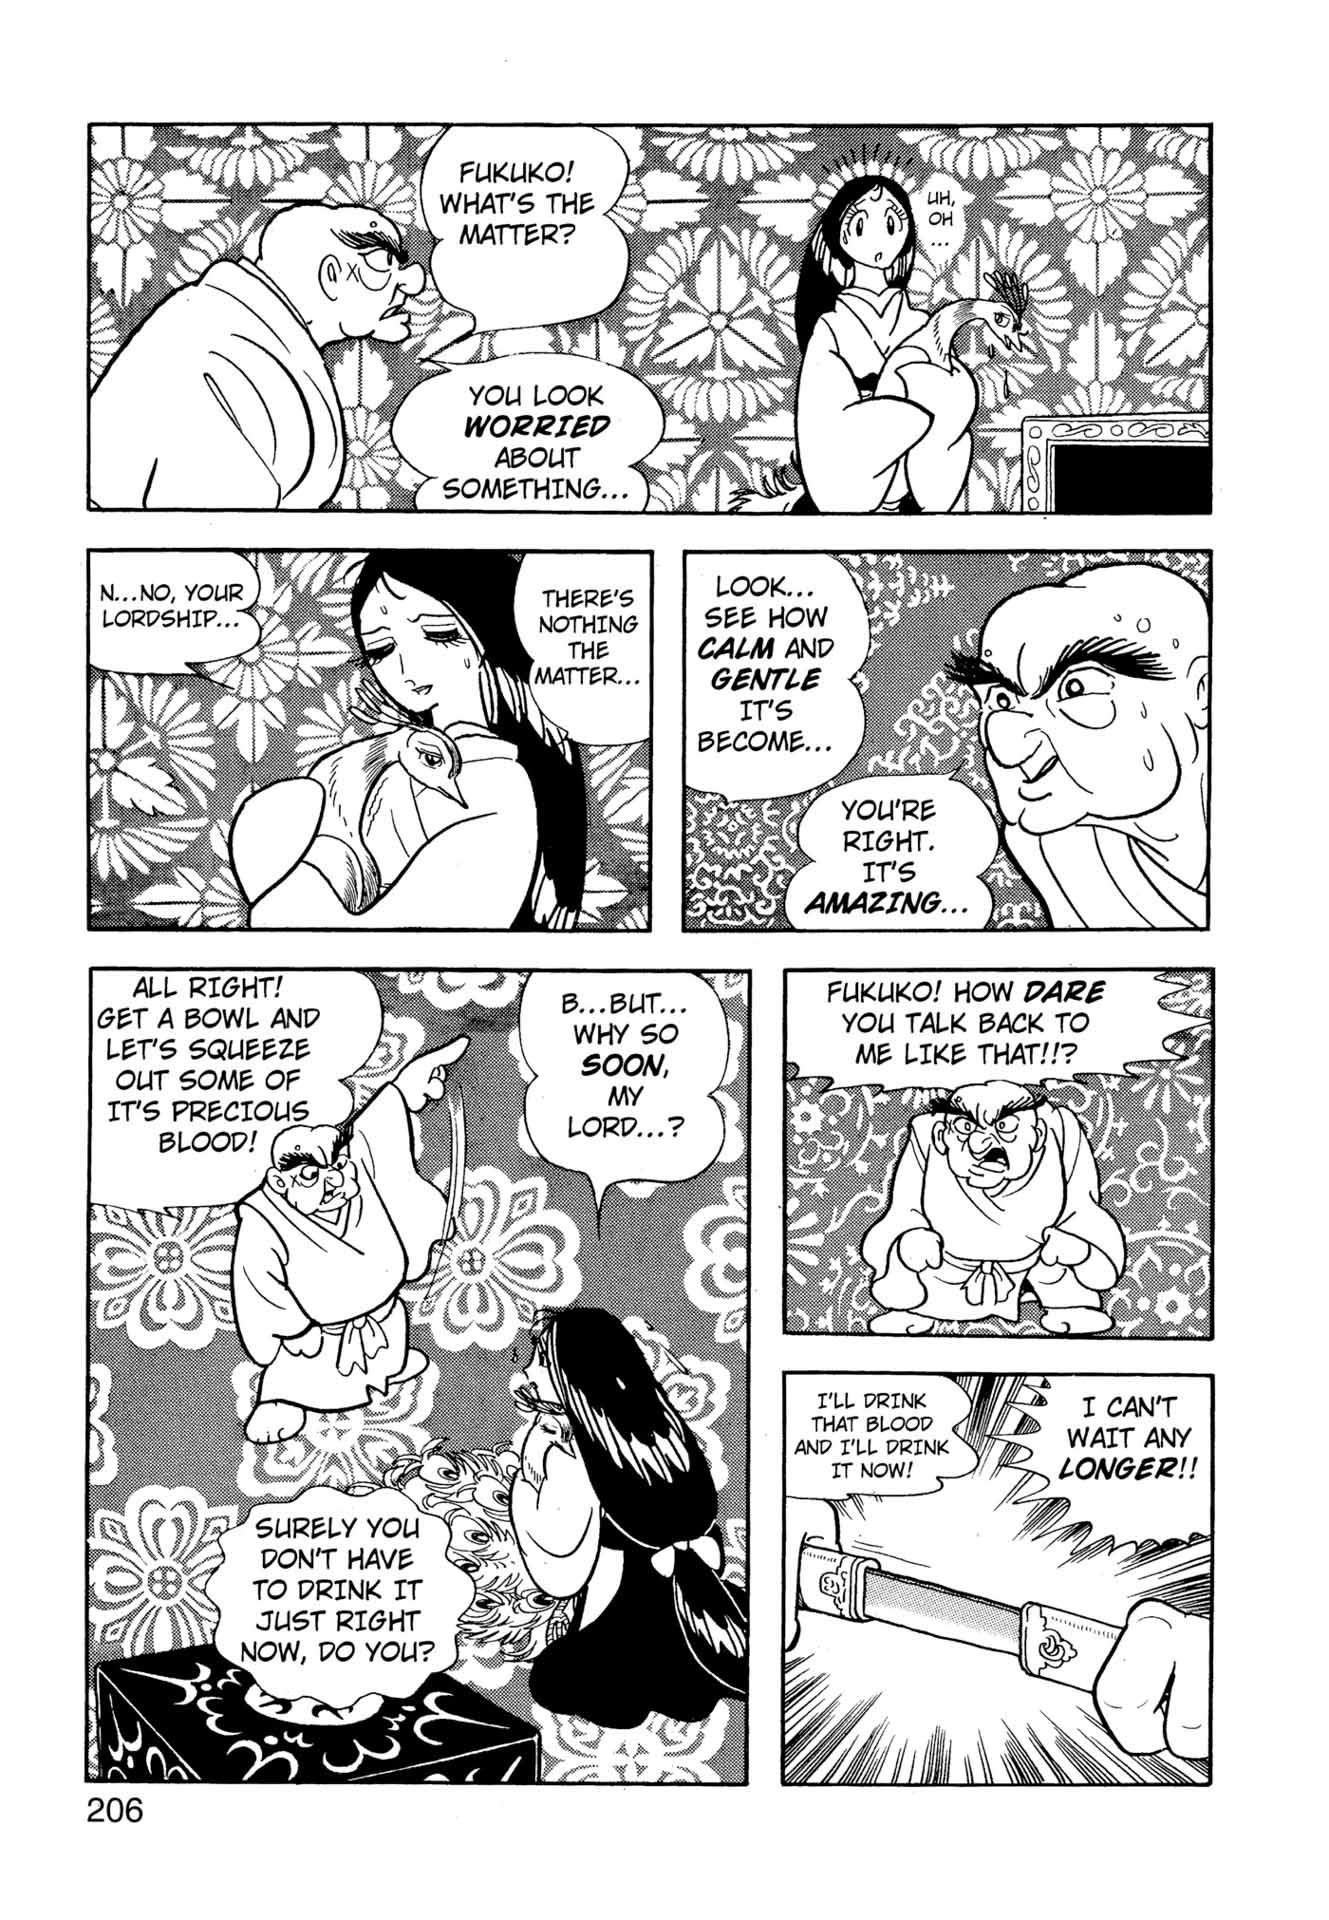 FUKUKO!
WHAT'S THE
MATTER?
YOU LOOK
WORRIED
ABOUT
SOMETHING...
UH,
OH
...
N...NO, YOUR
LORDSHIP...
THERE'S
NOTHING
THE
MATTER...
LOOK...
SEE HOW
CALM AND
GENTLE
IT'S
BECOME...
YOU'RE
RIGHT.
IT'S
AMAZING...
ALL RIGHT!
GET A BOWL AND
LET'S SQUEEZE
OUT SOME OF
IT'S PRECIOUS
BLOOD!
B...BUT...
WHY SO
SOON,
MY
LORD...?
SURELY YOU
DON'T HAVE
TO DRINK IT
JUST RIGHT
NOW, DO YOU?
FUKUKO! HOW DARE
YOU TALK BACK TO
ME LIKE THAT!!?
I'LL DRINK
THAT BLOOD
AND I'LL DRINK
IT NOW!
I CAN'T
WAIT ANY
LONGER!!
206